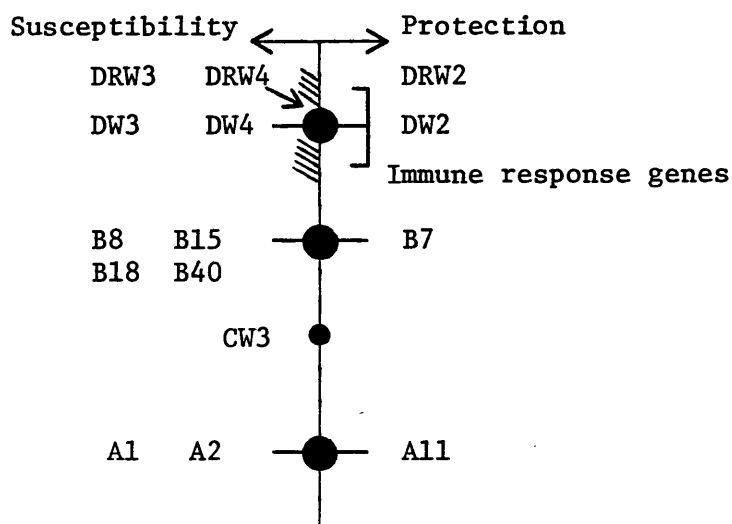 Susceptibility Protection
DRW3 DRW4 DRW2
DW3 DW4 DW2
Immune response genes
B8 B15 B7
B18 B40
CW3
A1 A2 A11